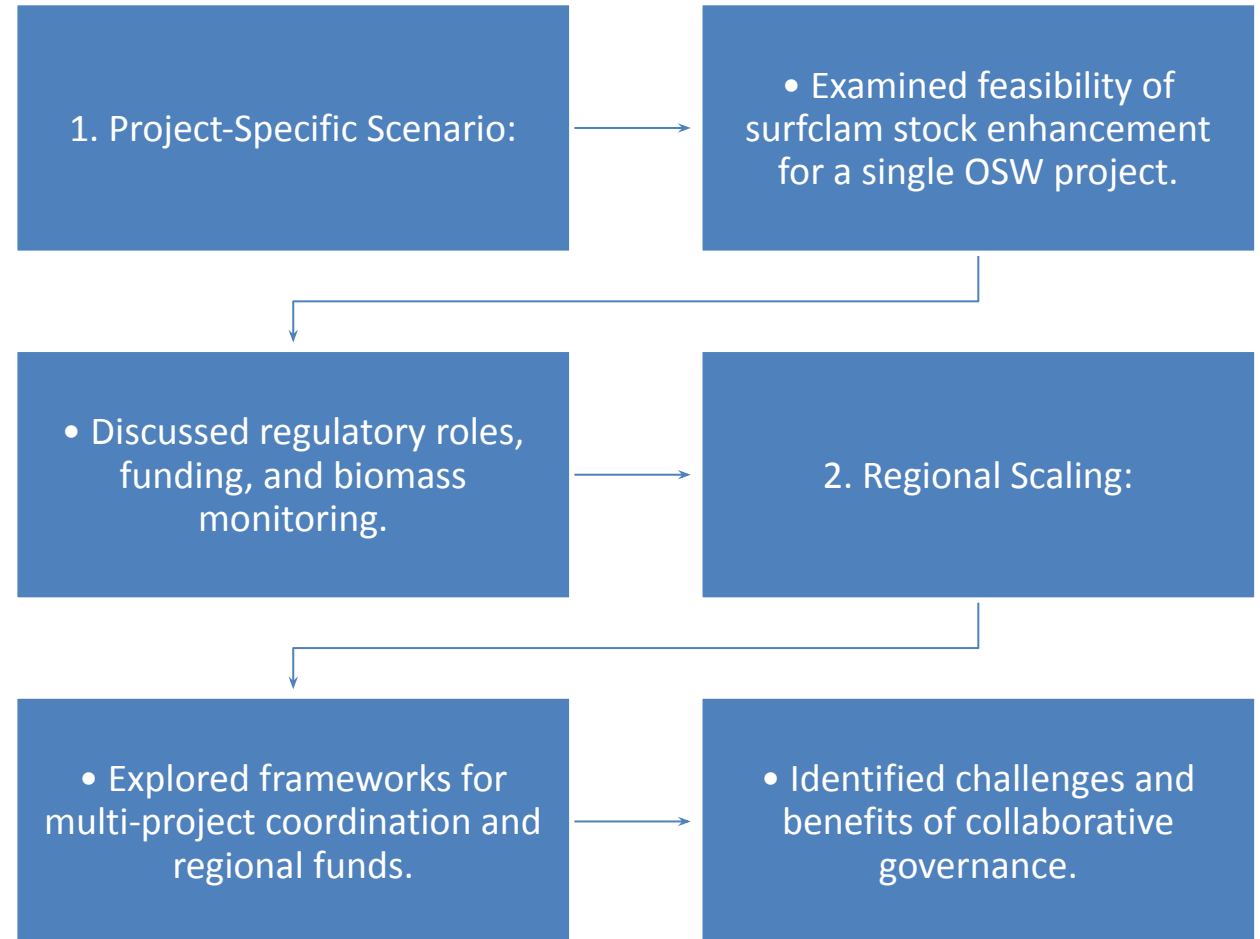 1. Project-Specific Scenario:
• Examined feasibility of
surfclam stock enhancement
for a single OSW project.
• Discussed regulatory roles,
funding, and biomass
monitoring.
2. Regional Scaling:
• Explored frameworks for
multi-project coordination and
regional funds.
• Identified challenges and
benefits of collaborative
governance.